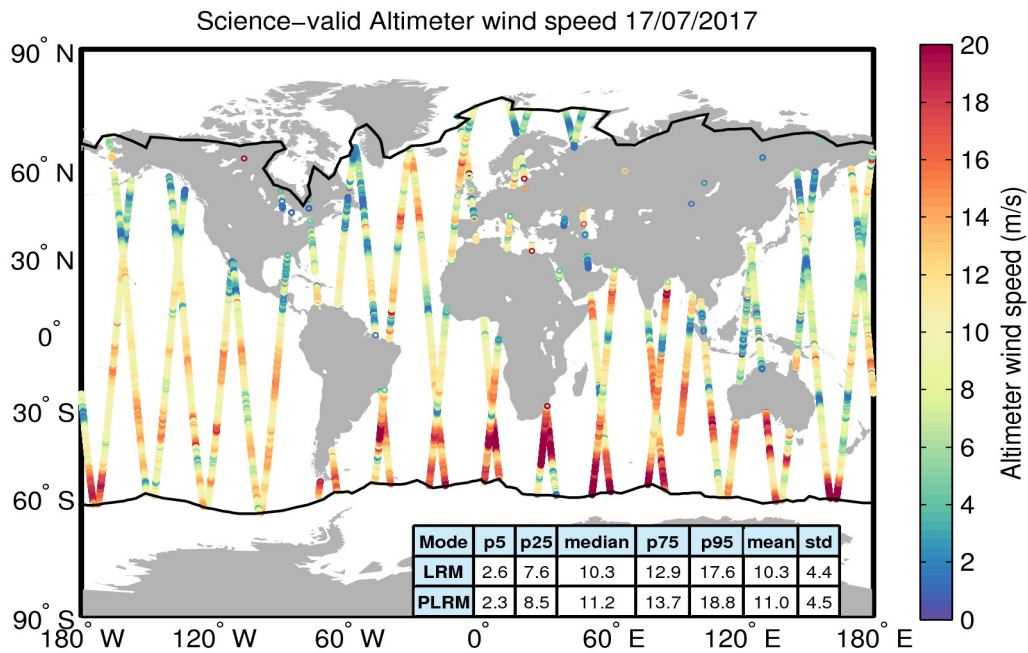 Science−valid Altimeter wind speed 17/07/2017
90° N
60° N
30° N
0°
30° S
60° S
90° S
180° W
120° W
60° W
0°
60° E
120° E
180° E
Mode p5 p25 median p75 p95 mean std
LRM 2.6 7.6 10.3 12.9 17.6 10.3 4.4
PLRM 2.3 8.5 11.2 13.7 18.8 11.0 4.5
20
18
16
14
12
10
8
6
4
2
0
Altimeter wind speed (m/s)